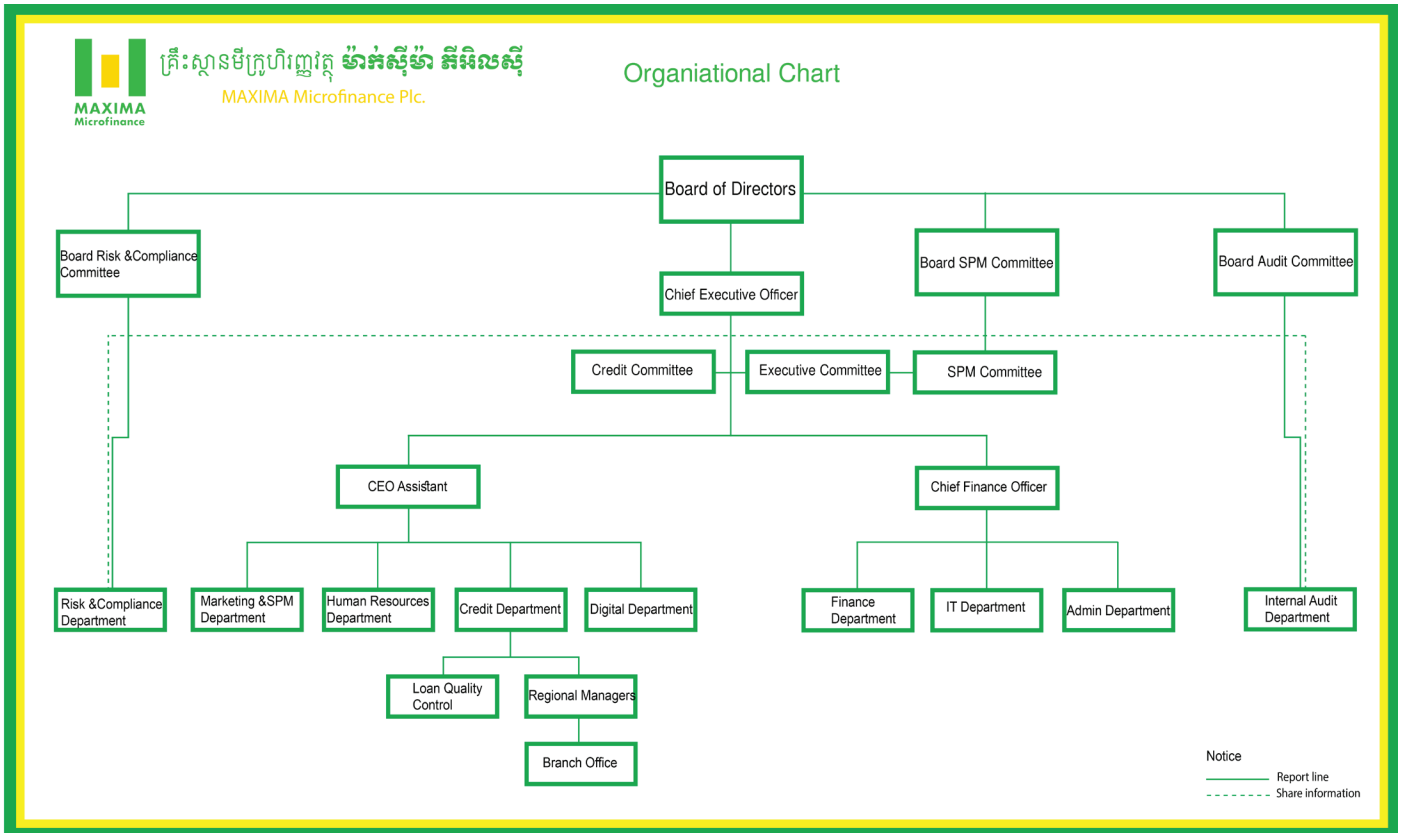 គ្រឹះស្ថានមីក្រូហិរញ្ញវត្ថុ ម៉ាក់ស៊ីម៉ា ភីអិលស៊ី
MAXIMA Microfinance Plc.
MAXIMA
Microfinance
Organiational Chart
Board of Directors
Board Risk &Compliance
Committee
Board SPM Committee
Board Audit Committee
Chief Executive Officer
Credit Committee
Executive Committee
SPM Committee
CEO Assistant
Chief Finance Officer
Risk &Compliance
Department
Marketing &SPM
Department
Human Resources
Department
Credit Department
Digital Department
Finance
Department
IT Department
Admin Department
Internal Audit
Department
Loan Quality
Control
Regional Managers
Branch Office
Notice
Report line
Share information